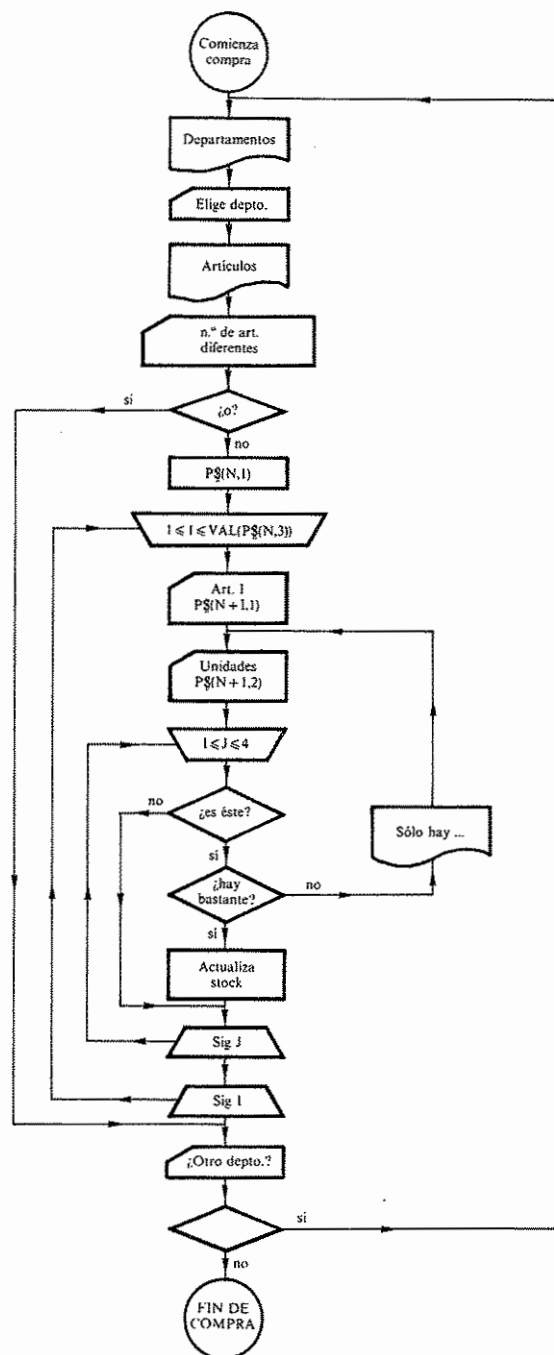 Comienza
compra
Departamentos
Elige depto.
Artículos
n.º de art.
diferentes
sí
¿o?
no
P$(N,1)
1 ⩽ I ⩽ VAL(P$(N,3))
Art. I
P$(N + I,1)
Unidades
P$(N + I,2)
1 ⩽ J ⩽ 4
no
¿es éste?
Sólo hay ...
sí
¿hay
bastante?
no
sí
Actualiza
stock
Sig J
Sig I
¿Otro depto.?
sí
no
FIN DE
COMPRA